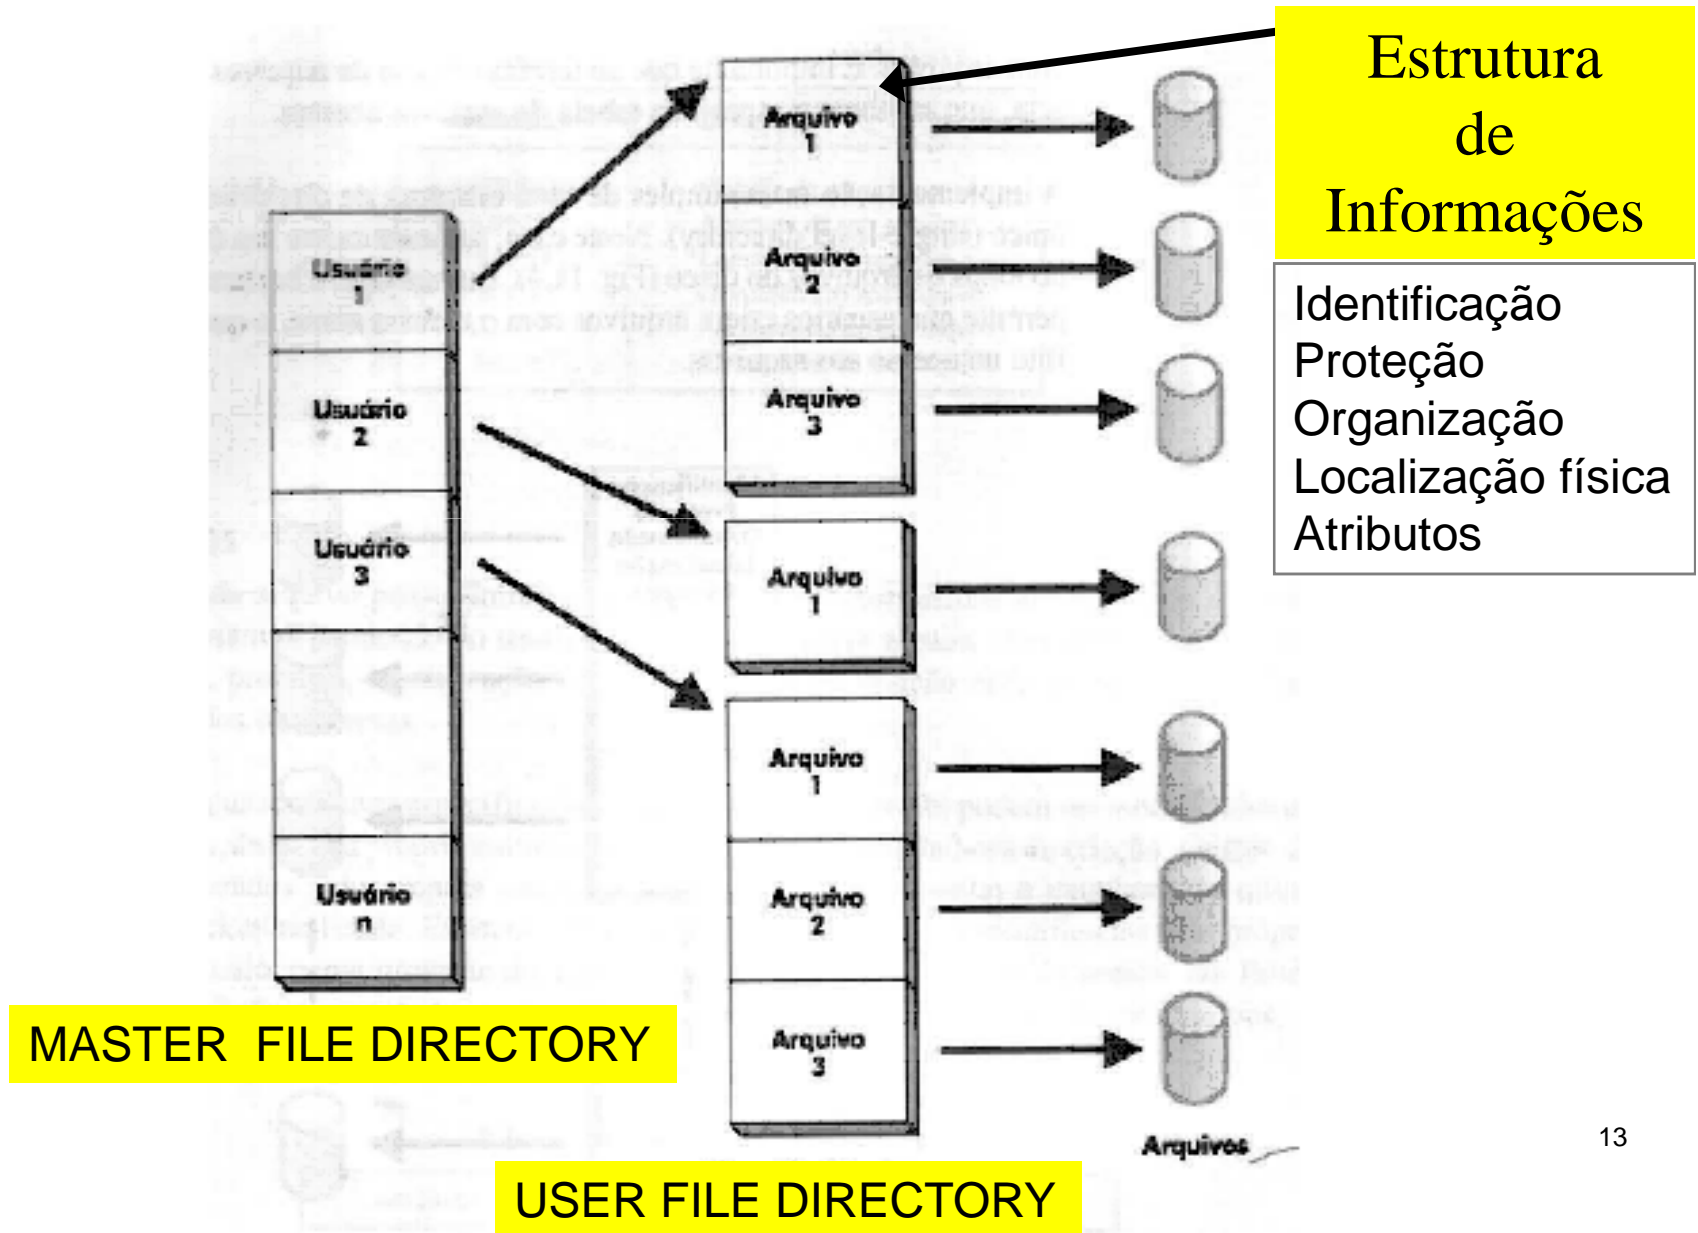 Estrutura
de
Informações
Identificação
Proteção
Organização
Localização física
Atributos
Usuário
1
Usuário
2
Usuário
3
Usuário
n
MASTER FILE DIRECTORY
Arquivo
1
Arquivo
2
Arquivo
3
Arquivo
1
Arquivo
1
Arquivo
2
Arquivo
3
USER FILE DIRECTORY
Arquivos
13